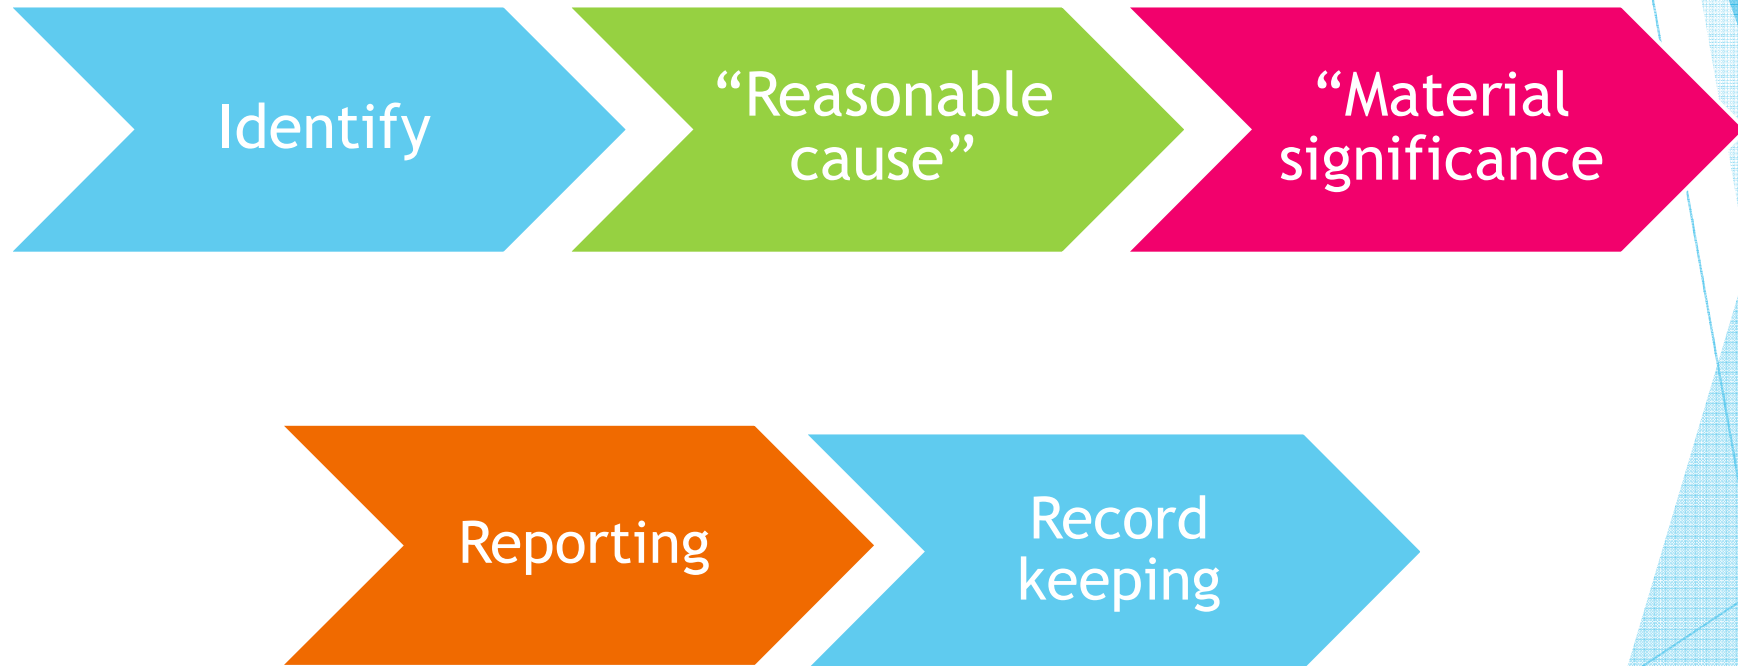 Identify
“Reasonable
cause”
“Material
significance
Reporting
Record
keeping